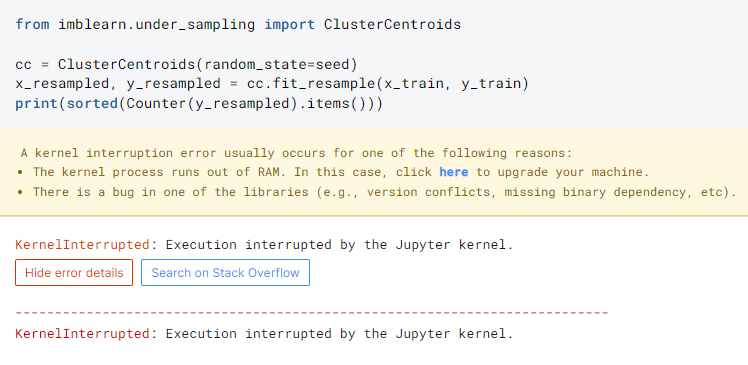 from imblearn.under_sampling import ClusterCentroids
cc = ClusterCentroids(random_state=seed)
x_resampled, y_resampled = cc.fit_resample(x_train, y_train)
print(sorted(Counter(y_resampled).items()))
A kernel interruption error usually occurs for one of the following reasons:
• The kernel process runs out of RAM. In this case, click here to upgrade your machine.
• There is a bug in one of the libraries (e.g., version conflicts, missing binary dependency, etc).
KernelInterrupted: Execution interrupted by the Jupyter kernel.
Hide error details Search on Stack Overflow
---------------------------------------------------------------------------
KernelInterrupted: Execution interrupted by the Jupyter kernel.